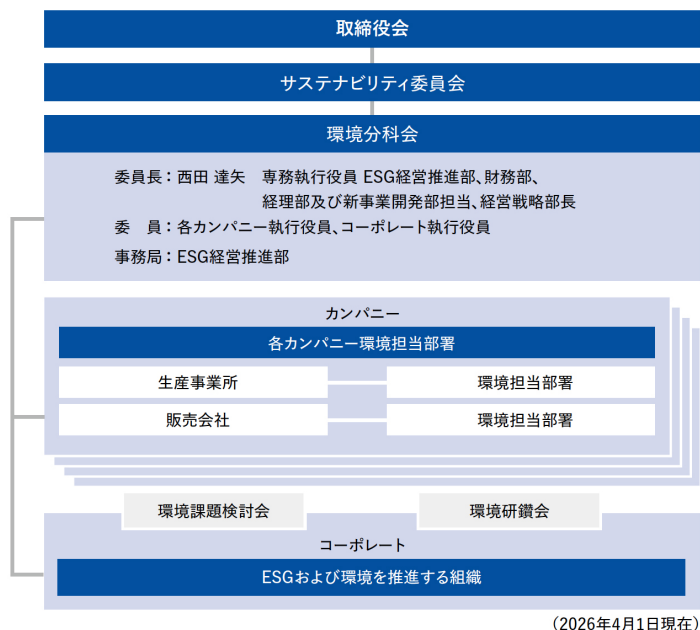 取締役会
サステナビリティ委員会
環境分科会
委員長：西田 達矢　専務執行役員 ESG経営推進部、財務部、
経理部及び新事業開発部担当、経営戦略部長
委　員：各カンパニー執行役員、コーポレート執行役員
事務局：ESG経営推進部
カンパニー
各カンパニー環境担当部署
生産事業所　環境担当部署
販売会社　環境担当部署
環境課題検討会　環境研鑽会
コーポレート
ESGおよび環境を推進する組織
（2026年4月1日現在）